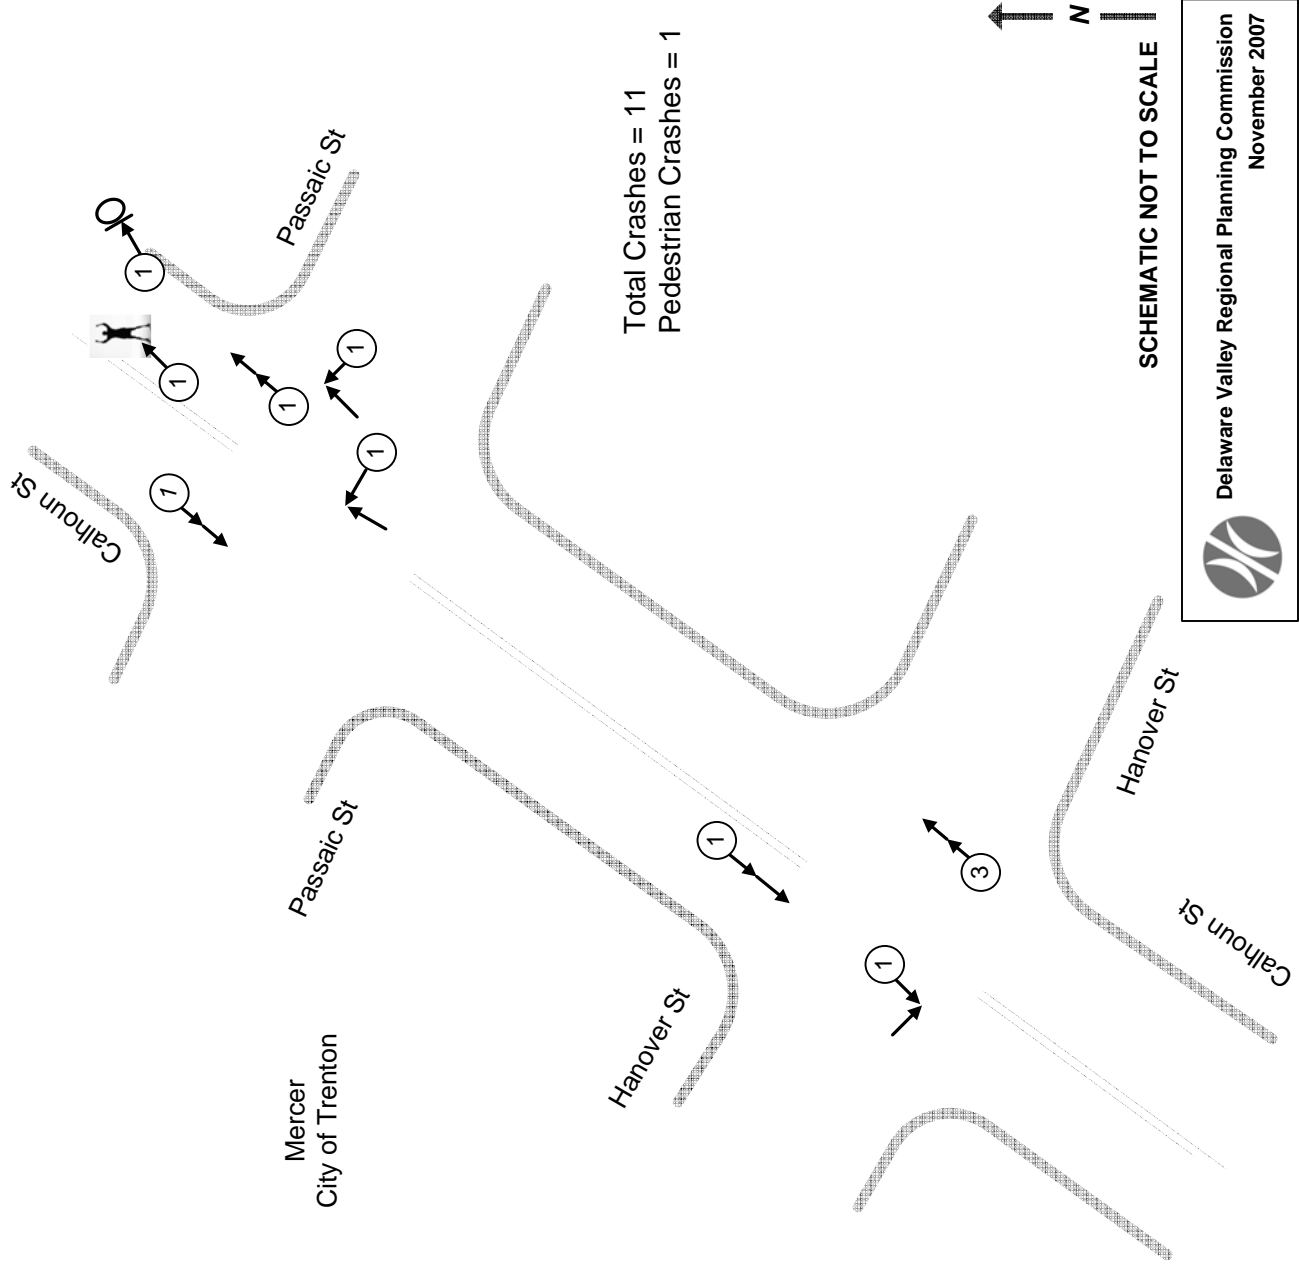 Mercer
City of Trenton
Calhoun St
Passaic St
Passaic St
Hanover St
Hanover St
Calhoun St
1
1
1
1
1
1
1
1
3
Total Crashes = 11
Pedestrian Crashes = 1
N
SCHEMATIC NOT TO SCALE
Delaware Valley Regional Planning Commission
November 2007